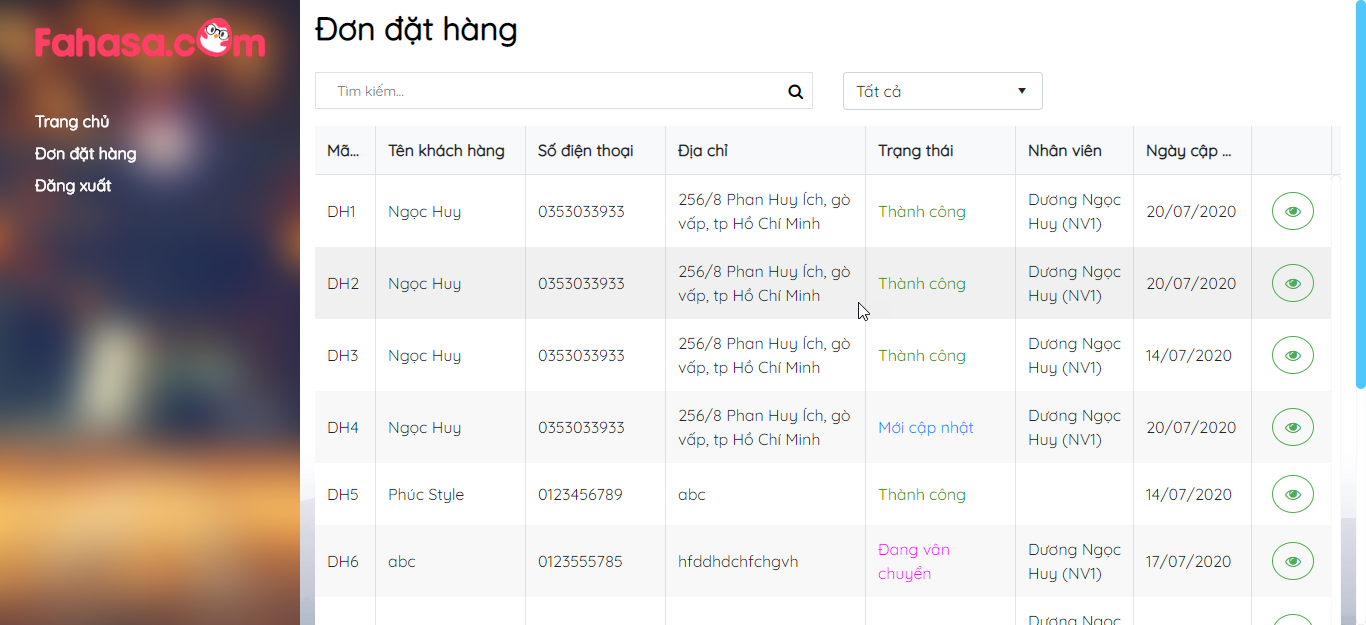 Fahasa.com
Trang chủ
Đơn đặt hàng
Đăng xuất
Đơn đặt hàng
Tìm kiếm...
Tất cả
Mã... Tên khách hàng Số điện thoại Địa chỉ Trạng thái Nhân viên Ngày cập ...
DH1 Ngọc Huy 0353033933 256/8 Phan Huy Ích, gò
vấp, tp Hồ Chí Minh Thành công Dương Ngọc
Huy (NV1) 20/07/2020
DH2 Ngọc Huy 0353033933 256/8 Phan Huy Ích, gò
vấp, tp Hồ Chí Minh Thành công Dương Ngọc
Huy (NV1) 20/07/2020
DH3 Ngọc Huy 0353033933 256/8 Phan Huy Ích, gò
vấp, tp Hồ Chí Minh Thành công Dương Ngọc
Huy (NV1) 14/07/2020
DH4 Ngọc Huy 0353033933 256/8 Phan Huy Ích, gò
vấp, tp Hồ Chí Minh Mới cập nhật Dương Ngọc
Huy (NV1) 20/07/2020
DH5 Phúc Style 0123456789 abc Thành công 14/07/2020
DH6 abc 0123555785 hfddhdchfchgvh Đang vân
chuyển Dương Ngọc
Huy (NV1) 17/07/2020
Dương Ngọc